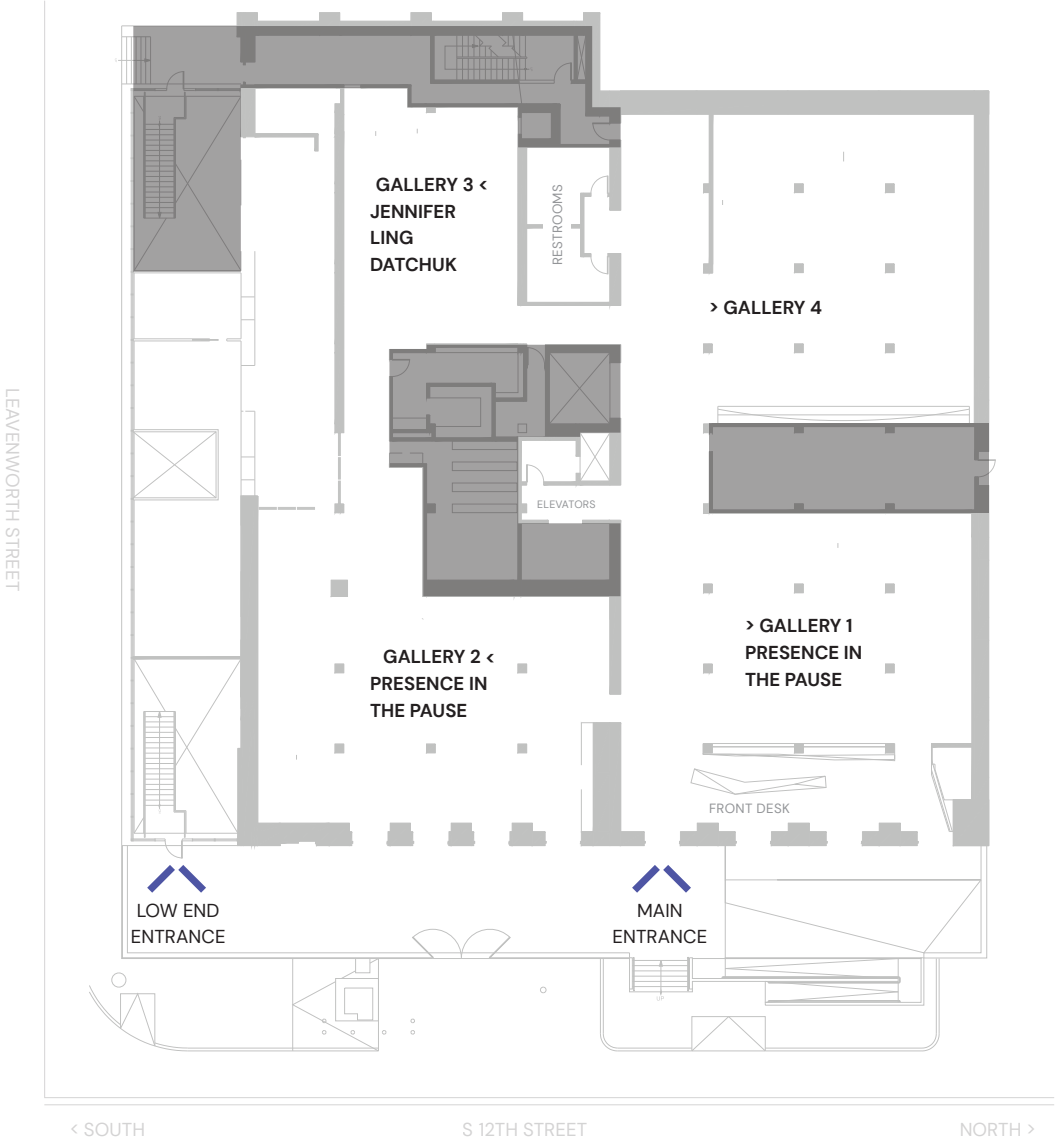 GALLERY 3 <
JENNIFER
LING
DATCHUK
RESTROOMS
> GALLERY 4
LEAVENWORTH STREET
ELEVATORS
> GALLERY 1
PRESENCE IN
THE PAUSE
GALLERY 2 <
PRESENCE IN
THE PAUSE
FRONT DESK
LOW END
ENTRANCE
MAIN
ENTRANCE
UP
< SOUTH
S 12TH STREET
NORTH >